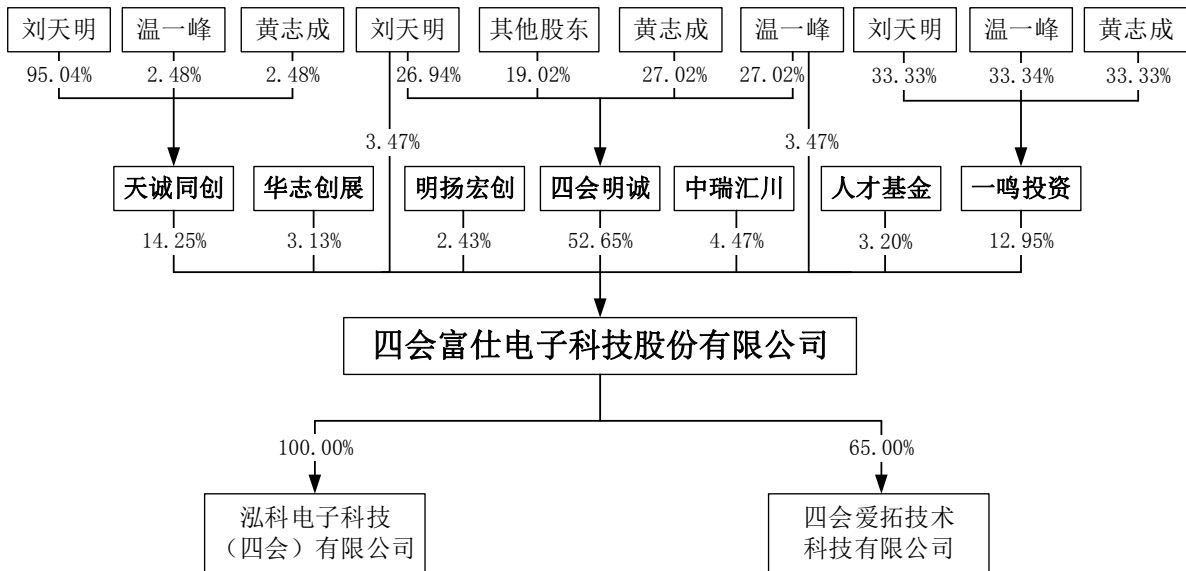 刘天明 温一峰 黄志成 刘天明 其他股东 黄志成 温一峰 刘天明 温一峰 黄志成
95.04% 2.48% 2.48% 26.94% 19.02% 27.02% 27.02% 33.33% 33.34% 33.33%
3.47% 3.47%
天诚同创 华志创展 明扬宏创 四会明诚 中瑞汇川 人才基金 一鸣投资
14.25% 3.13% 2.43% 52.65% 4.47% 3.20% 12.95%
四会富仕电子科技股份有限公司
100.00% 65.00%
泓科电子科技
（四会）有限公司
四会爱拓技术
科技有限公司